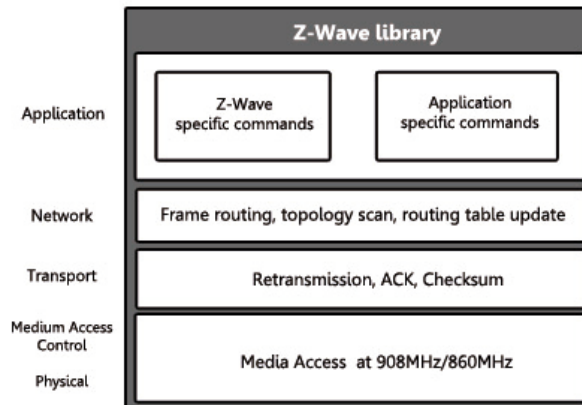 Z-Wave library
Application
Z-Wave
specific commands
Application
specific commands
Network
Frame routing, topology scan, routing table update
Transport
Retransmission, ACK, Checksum
Medium Access
Control
Physical
Media Access at 908MHz/860MHz